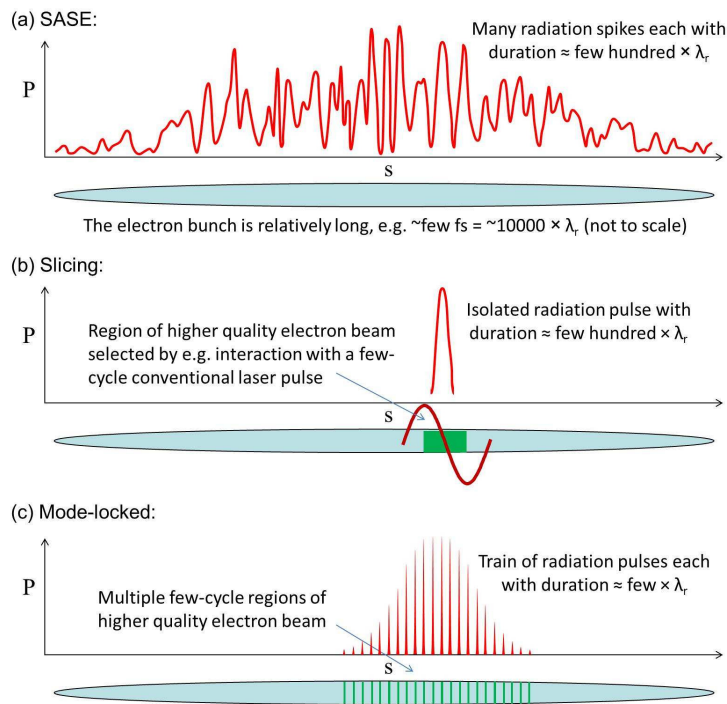 (a) SASE:
Many radiation spikes each with
duration ≈ few hundred × λr
P
s
The electron bunch is relatively long, e.g. ~few fs = ~10000 × λr (not to scale)
(b) Slicing:
P
Region of higher quality electron beam
selected by e.g. interaction with a few-
cycle conventional laser pulse
Isolated radiation pulse with
duration ≈ few hundred × λr
s
(c) Mode-locked:
P
Multiple few-cycle regions of
higher quality electron beam
Train of radiation pulses each
with duration ≈ few × λr
s